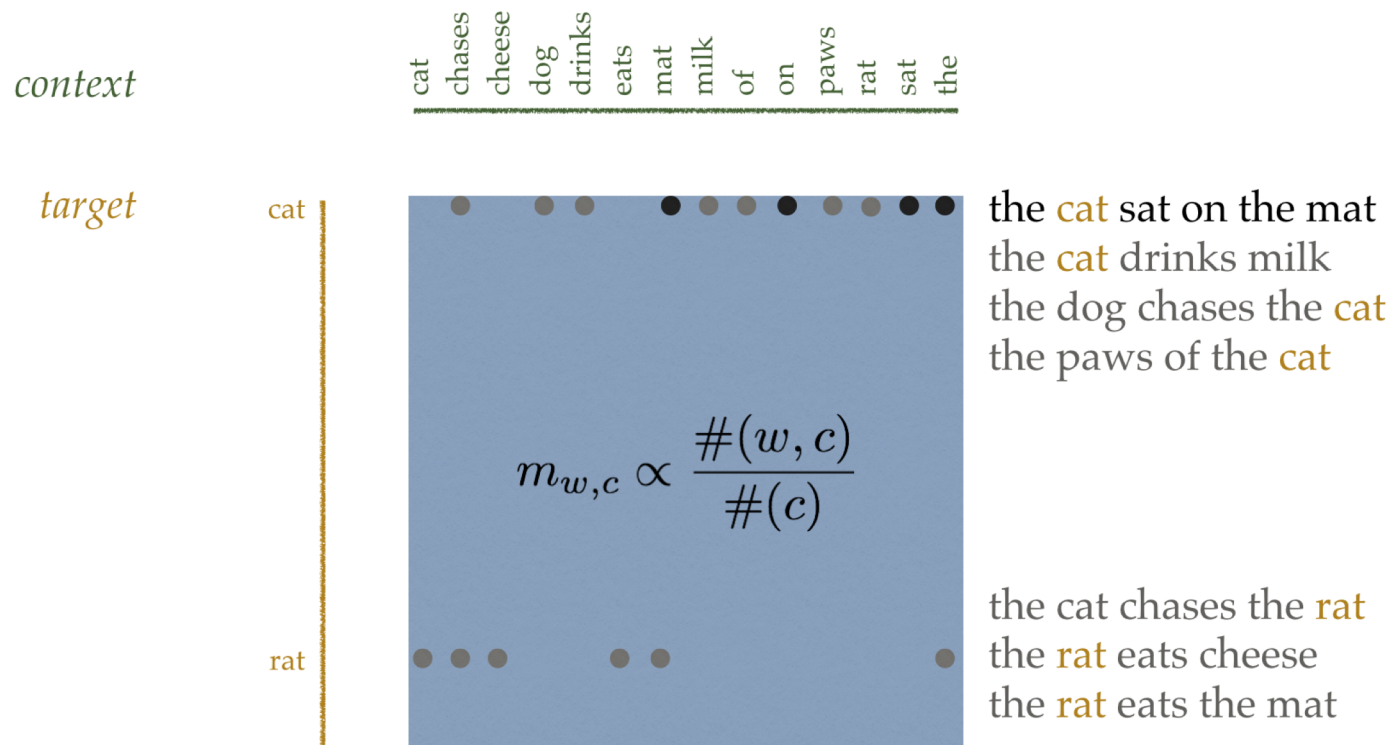 context
cat chases cheese dog drinks eats mat milk of on paws rat sat the
target
cat
the cat sat on the mat
the cat drinks milk
the dog chases the cat
the paws of the cat
m_{w,c} ∝ #(w, c) / #(c)
the cat chases the rat
rat
the rat eats cheese
the rat eats the mat